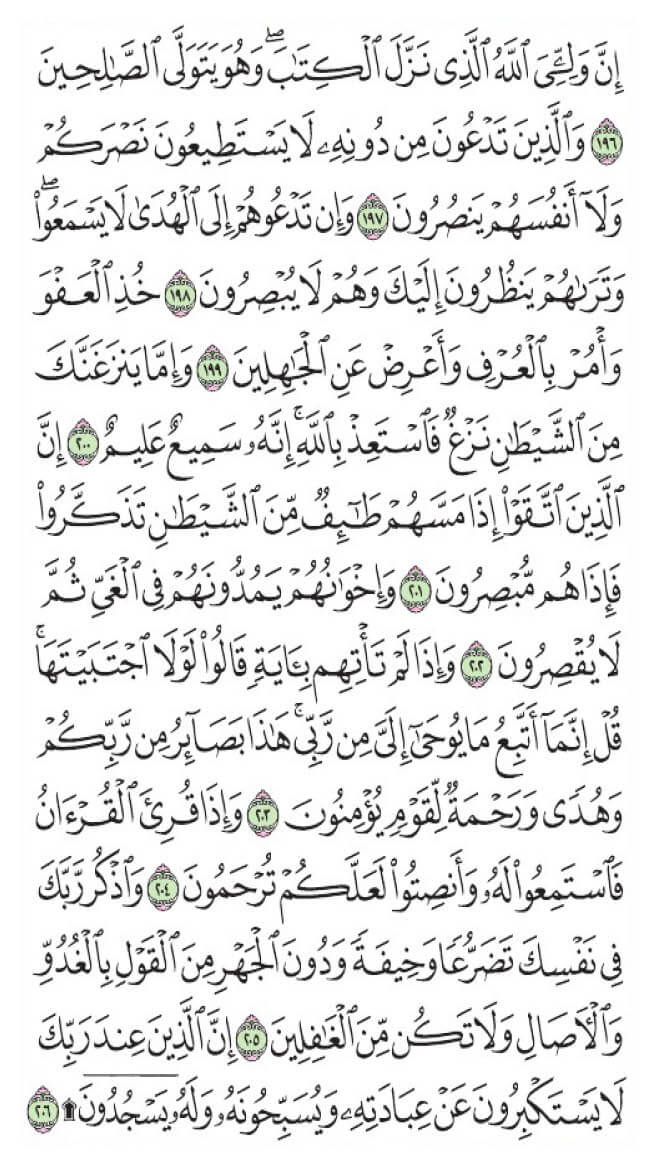 إِنَّ وَلِـِّۧيَ ٱللَّهُ ٱلَّذِى نَزَّلَ ٱلْكِتَـٰبَ ۖ وَهُوَ يَتَوَلَّى ٱلصَّـٰلِحِينَ
﴿١٩٦﴾ وَٱلَّذِينَ تَدْعُونَ مِن دُونِهِۦ لَا يَسْتَطِيعُونَ نَصْرَكُمْ
وَلَآ أَنفُسَهُمْ يَنصُرُونَ ﴿١٩٧﴾ وَإِن تَدْعُوهُمْ إِلَى ٱلْهُدَىٰ لَا يَسْمَعُوا۟ ۖ
وَتَرَىٰهُمْ يَنظُرُونَ إِلَيْكَ وَهُمْ لَا يُبْصِرُونَ ﴿١٩٨﴾ خُذِ ٱلْعَفْوَ
وَأْمُرْ بِٱلْعُرْفِ وَأَعْرِضْ عَنِ ٱلْجَـٰهِلِينَ ﴿١٩٩﴾ وَإِمَّا يَنزَغَنَّكَ
مِنَ ٱلشَّيْطَـٰنِ نَزْغٌ فَٱسْتَعِذْ بِٱللَّهِ ۚ إِنَّهُۥ سَمِيعٌ عَلِيمٌ ﴿٢٠٠﴾ إِنَّ
ٱلَّذِينَ ٱتَّقَوْا۟ إِذَا مَسَّهُمْ طَـٰٓئِفٌ مِّنَ ٱلشَّيْطَـٰنِ تَذَكَّرُوا۟
فَإِذَا هُم مُّبْصِرُونَ ﴿٢٠١﴾ وَإِخْوَٰنُهُمْ يَمُدُّونَهُمْ فِى ٱلْغَىِّ ثُمَّ
لَا يُقْصِرُونَ ﴿٢٠٢﴾ وَإِذَا لَمْ تَأْتِهِم بِـَٔايَةٍ قَالُوا۟ لَوْلَا ٱجْتَبَيْتَهَا ۚ
قُلْ إِنَّمَآ أَتَّبِعُ مَا يُوحَىٰٓ إِلَىَّ مِن رَّبِّى ۚ هَـٰذَا بَصَآئِرُ مِن رَّبِّكُمْ
وَهُدًى وَرَحْمَةٌ لِّقَوْمٍ يُؤْمِنُونَ ﴿٢٠٣﴾ وَإِذَا قُرِئَ ٱلْقُرْءَانُ
فَٱسْتَمِعُوا۟ لَهُۥ وَأَنصِتُوا۟ لَعَلَّكُمْ تُرْحَمُونَ ﴿٢٠٤﴾ وَٱذْكُر رَّبَّكَ
فِى نَفْسِكَ تَضَرُّعًا وَخِيفَةً وَدُونَ ٱلْجَهْرِ مِنَ ٱلْقَوْلِ بِٱلْغُدُوِّ
وَٱلْـَٔاصَالِ وَلَا تَكُن مِّنَ ٱلْغَـٰفِلِينَ ﴿٢٠٥﴾ إِنَّ ٱلَّذِينَ عِندَ رَبِّكَ
لَا يَسْتَكْبِرُونَ عَنْ عِبَادَتِهِۦ وَيُسَبِّحُونَهُۥ وَلَهُۥ يَسْجُدُونَ ۩ ﴿٢٠٦﴾